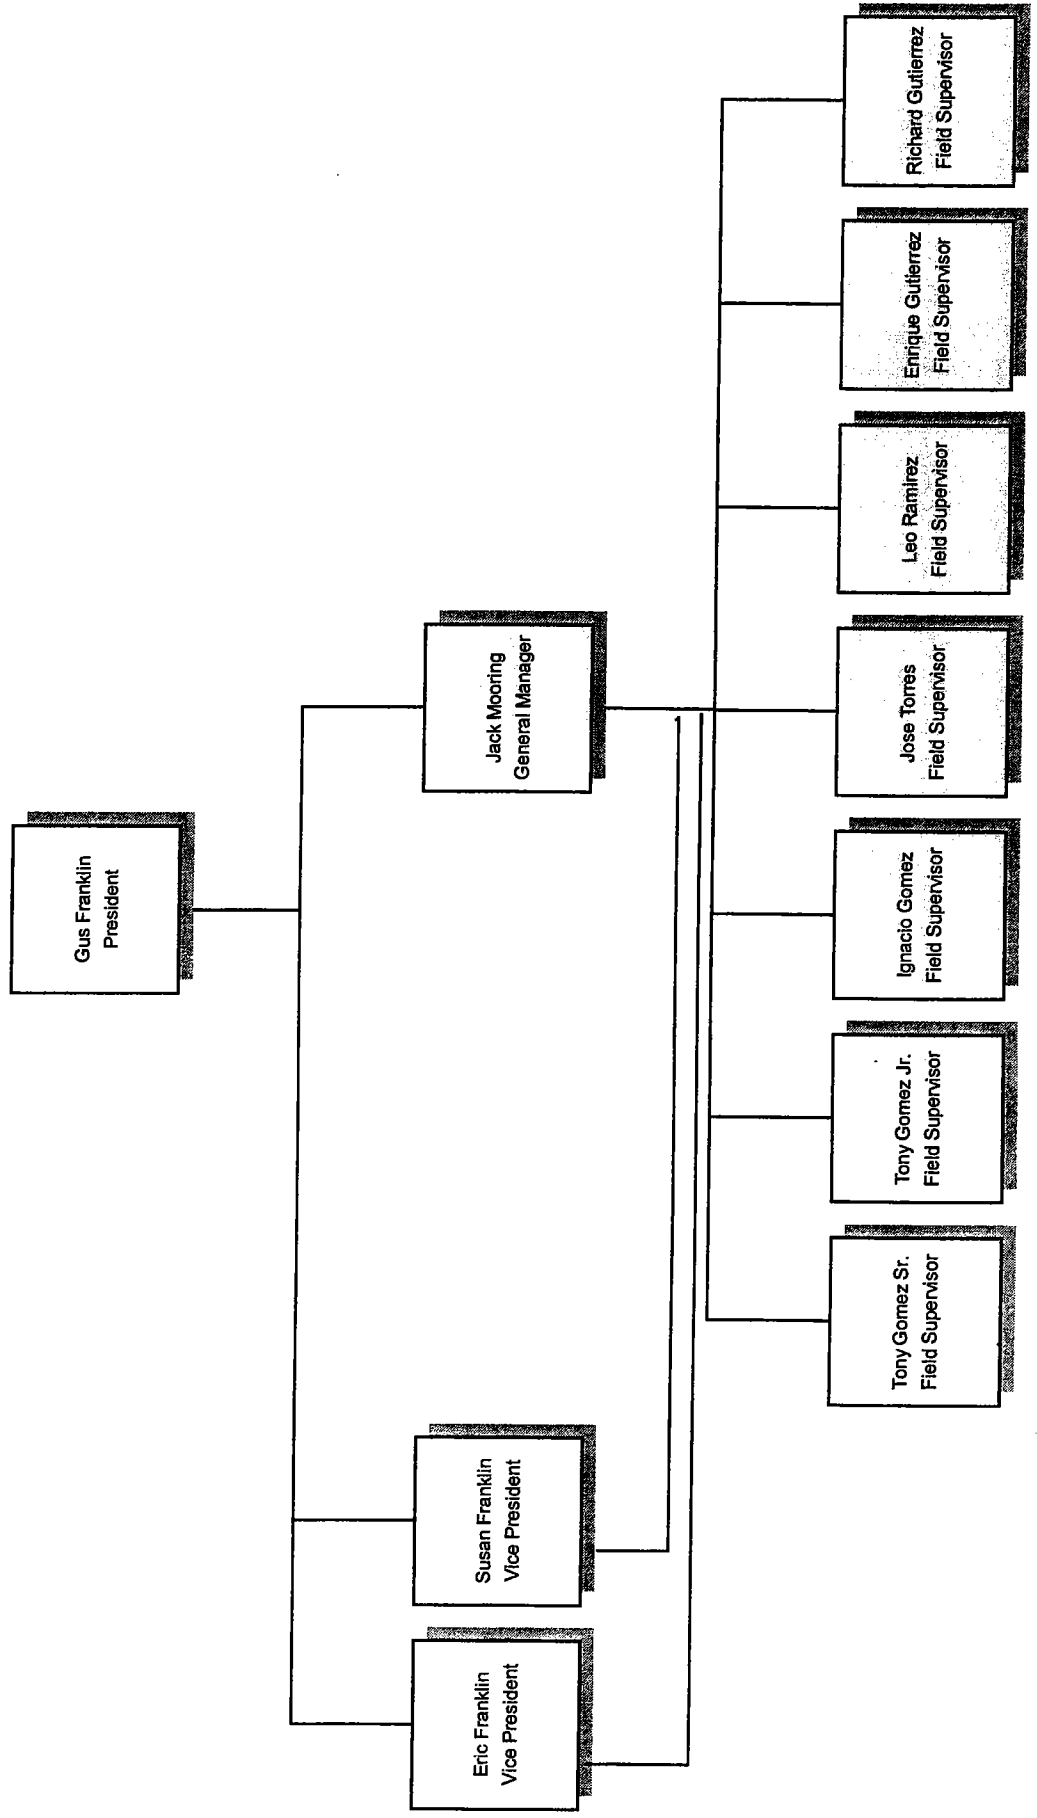 Gus Franklin
President
Eric Franklin
Vice President
Susan Franklin
Vice President
Jack Mooring
General Manager
Tony Gomez Sr.
Field Supervisor
Tony Gomez Jr.
Field Supervisor
Ignacio Gomez
Field Supervisor
Jose Torres
Field Supervisor
Leo Ramirez
Field Supervisor
Enrique Gutierrez
Field Supervisor
Richard Gutierrez
Field Supervisor